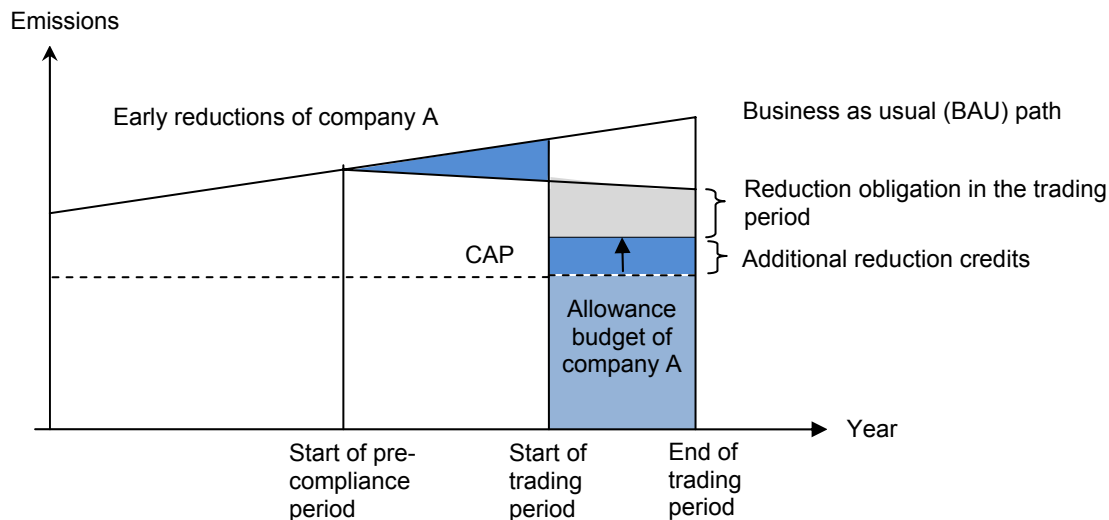 Emissions
Early reductions of company A
Business as usual (BAU) path
Reduction obligation in the trading
period
CAP
Additional reduction credits
Allowance
budget of
company A
Year
Start of pre-
compliance
period
Start of
trading
period
End of
trading
period